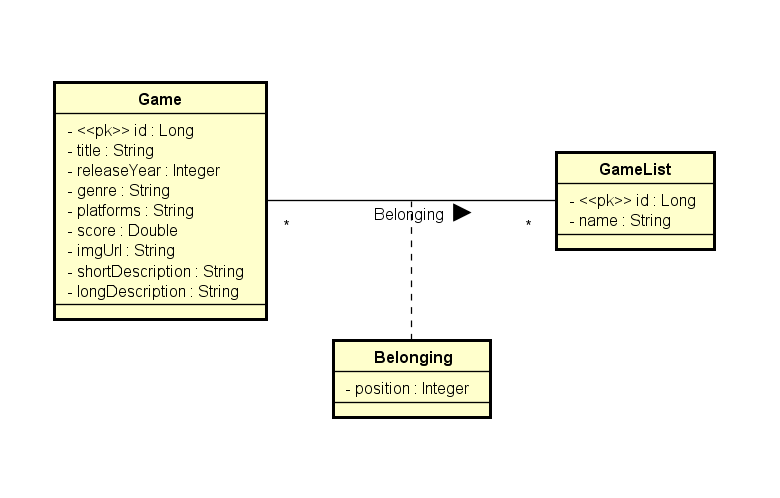 Game
- <<pk>> id : Long
- title : String
- releaseYear : Integer
- genre : String
- platforms : String
- score : Double
- imgUrl : String
- shortDescription : String
- longDescription : String
*
Belonging
*
GameList
- <<pk>> id : Long
- name : String
Belonging
- position : Integer